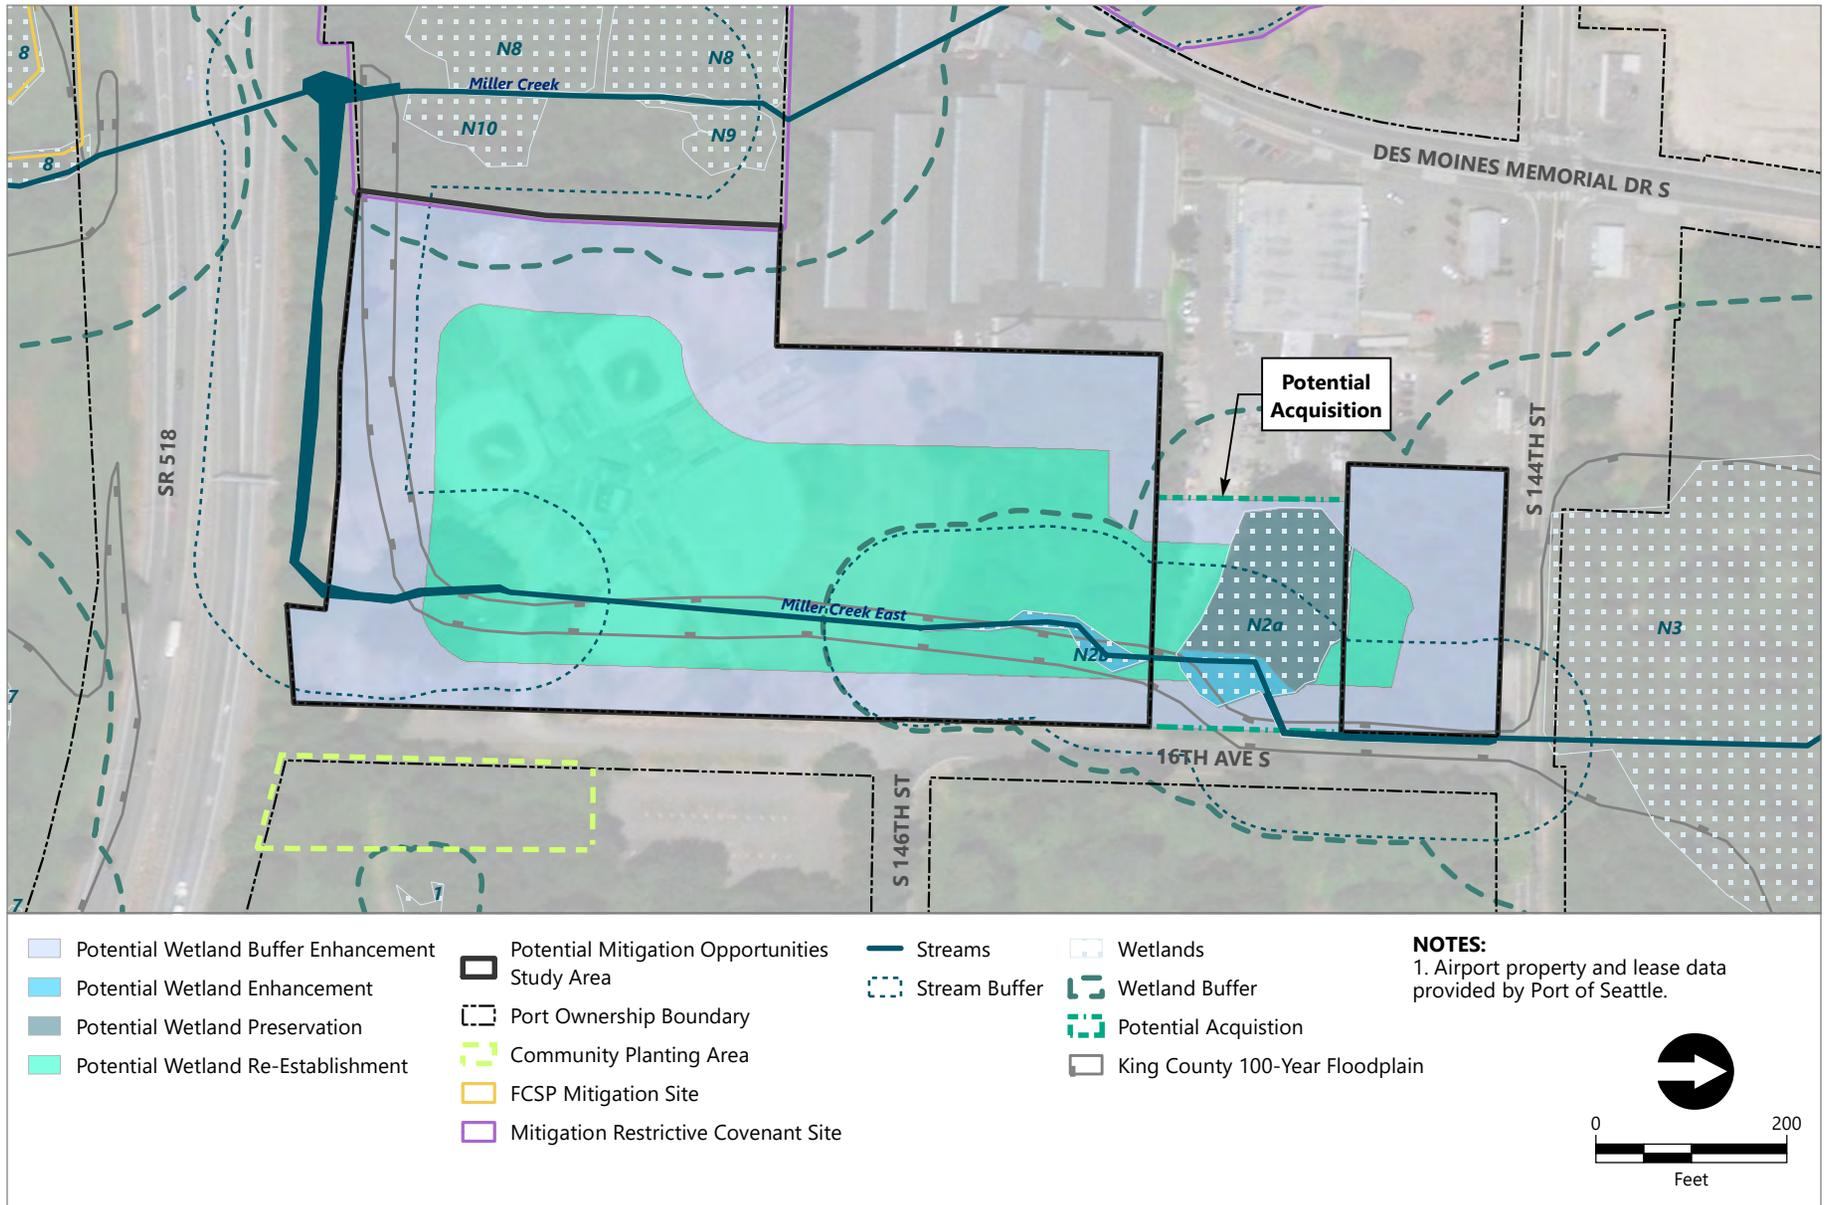 8
N8
N8
Miller Creek
N10
N9
8
DES MOINES MEMORIAL DR S
Potential
Acquisition
SR 518
S 144TH ST
Miller Creek East
N2b
N2a
N3
7
16TH AVE S
S 146TH ST
1
7
Potential Wetland Buffer Enhancement
Potential Wetland Enhancement
Potential Wetland Preservation
Potential Wetland Re-Establishment
Potential Mitigation Opportunities
Study Area
Port Ownership Boundary
Community Planting Area
FCSP Mitigation Site
Mitigation Restrictive Covenant Site
Streams
Stream Buffer
Wetlands
Wetland Buffer
Potential Acquistion
King County 100-Year Floodplain
NOTES:
1. Airport property and lease data
provided by Port of Seattle.
0 200
Feet